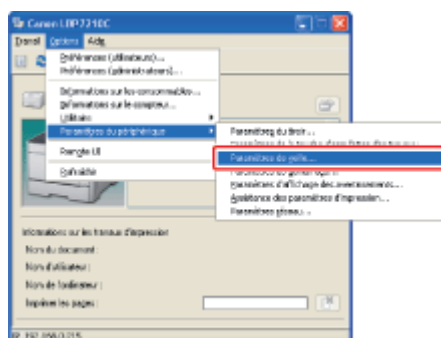 Canon LBP7210C
Travail Options Aide
Préférences (utilisateurs)...
Préférences (administrateurs)...
Informations sur les consommables...
Informations sur le compteur...
Utilitaire
Paramètres du périphérique
Remote UI
Rafraîchir
Paramètres du tiroir...
Paramètres de veille...
Paramètres d'affichage des avertissements...
Assistance des paramètres d'impression...
Paramètres réseau...
Informations sur les travaux d'impression
Nom du document :
Nom d'utilisateur :
Nom de l'ordinateur :
Imprimer les pages :